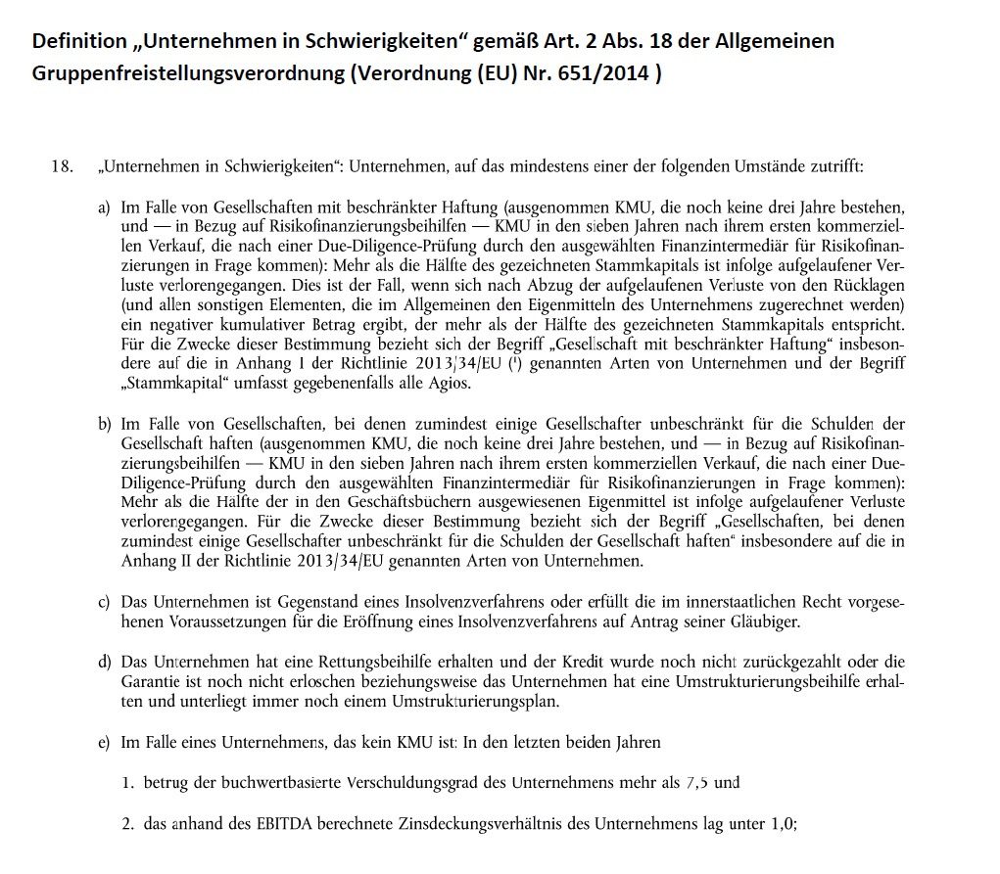 Definition „Unternehmen in Schwierigkeiten“ gemäß Art. 2 Abs. 18 der Allgemeinen
Gruppenfreistellungsverordnung (Verordnung (EU) Nr. 651/2014 )
18. „Unternehmen in Schwierigkeiten“: Unternehmen, auf das mindestens einer der folgenden Umstände zutrifft:
a) Im Falle von Gesellschaften mit beschränkter Haftung (ausgenommen KMU, die noch keine drei Jahre bestehen,
und — in Bezug auf Risikofinanzierungsbeihilfen — KMU in den sieben Jahren nach ihrem ersten kommerziel-
len Verkauf, die nach einer Due-Diligence-Prüfung durch den ausgewählten Finanzintermediär für Risikofinan-
zierungen in Frage kommen): Mehr als die Hälfte des gezeichneten Stammkapitals ist infolge aufgelaufener Ver-
luste verlorengegangen. Dies ist der Fall, wenn sich nach Abzug der aufgelaufenen Verluste von den Rücklagen
(und allen sonstigen Elementen, die im Allgemeinen den Eigenmitteln des Unternehmens zugerechnet werden)
ein negativer kumulativer Betrag ergibt, der mehr als der Hälfte des gezeichneten Stammkapitals entspricht.
Für die Zwecke dieser Bestimmung bezieht sich der Begriff „Gesellschaft mit beschränkter Haftung“ insbeson-
dere auf die in Anhang I der Richtlinie 2013/34/EU (¹) genannten Arten von Unternehmen und der Begriff
„Stammkapital“ umfasst gegebenenfalls alle Agios.
b) Im Falle von Gesellschaften, bei denen zumindest einige Gesellschafter unbeschränkt für die Schulden der
Gesellschaft haften (ausgenommen KMU, die noch keine drei Jahre bestehen, und — in Bezug auf Risikofinan-
zierungsbeihilfen — KMU in den sieben Jahren nach ihrem ersten kommerziellen Verkauf, die nach einer Due-
Diligence-Prüfung durch den ausgewählten Finanzintermediär für Risikofinanzierungen in Frage kommen):
Mehr als die Hälfte der in den Geschäftsbüchern ausgewiesenen Eigenmittel ist infolge aufgelaufener Verluste
verlorengegangen. Für die Zwecke dieser Bestimmung bezieht sich der Begriff „Gesellschaften, bei denen
zumindest einige Gesellschafter unbeschränkt für die Schulden der Gesellschaft haften“ insbesondere auf die in
Anhang II der Richtlinie 2013/34/EU genannten Arten von Unternehmen.
c) Das Unternehmen ist Gegenstand eines Insolvenzverfahrens oder erfüllt die im innerstaatlichen Recht vorgese-
henen Voraussetzungen für die Eröffnung eines Insolvenzverfahrens auf Antrag seiner Gläubiger.
d) Das Unternehmen hat eine Rettungsbeihilfe erhalten und der Kredit wurde noch nicht zurückgezahlt oder die
Garantie ist noch nicht erloschen beziehungsweise das Unternehmen hat eine Umstrukturierungsbeihilfe erhal-
ten und unterliegt immer noch einem Umstrukturierungsplan.
e) Im Falle eines Unternehmens, das kein KMU ist: In den letzten beiden Jahren
1. betrug der buchwertbasierte Verschuldungsgrad des Unternehmens mehr als 7,5 und
2. das anhand des EBITDA berechnete Zinsdeckungsverhältnis des Unternehmens lag unter 1,0;